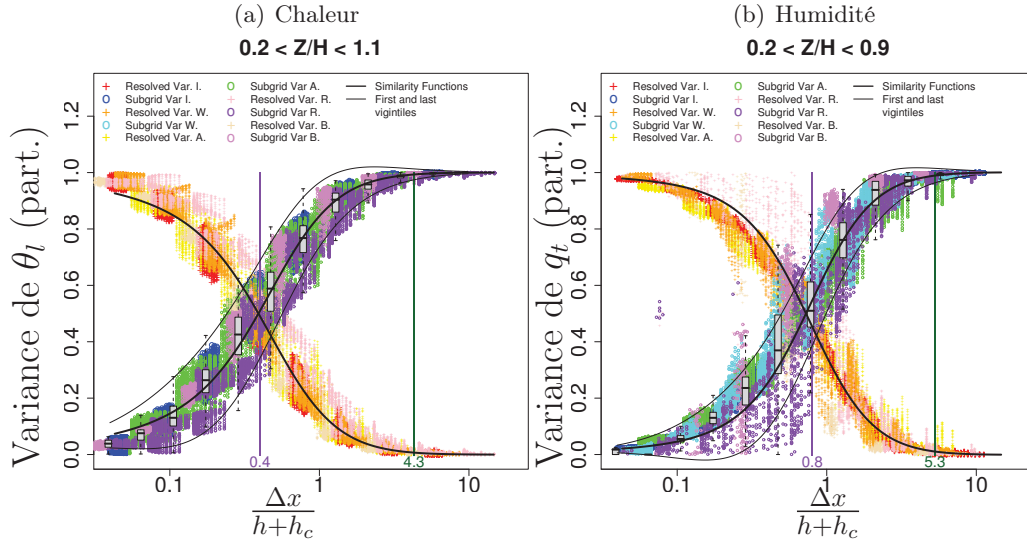 (a) Chaleur
0.2 < Z/H < 1.1
Variance de θ_l (part.)
0.0 0.2 0.4 0.6 0.8 1.0 1.2
+ Resolved Var. I.
o Subgrid Var I.
+ Resolved Var. W.
o Subgrid Var W.
+ Resolved Var. A.
o Subgrid Var A.
+ Resolved Var. R.
o Subgrid Var R.
+ Resolved Var. B.
o Subgrid Var B.
Similarity Functions
First and last
vigintiles
0.4
4.3
0.1 1 10
Δx
h+h_c
(b) Humidité
0.2 < Z/H < 0.9
Variance de q_t (part.)
0.0 0.2 0.4 0.6 0.8 1.0 1.2
+ Resolved Var. I.
o Subgrid Var I.
+ Resolved Var. W.
o Subgrid Var W.
+ Resolved Var. A.
o Subgrid Var A.
+ Resolved Var. R.
o Subgrid Var R.
+ Resolved Var. B.
o Subgrid Var B.
Similarity Functions
First and last
vigintiles
0.8
5.3
0.1 1 10
Δx
h+h_c